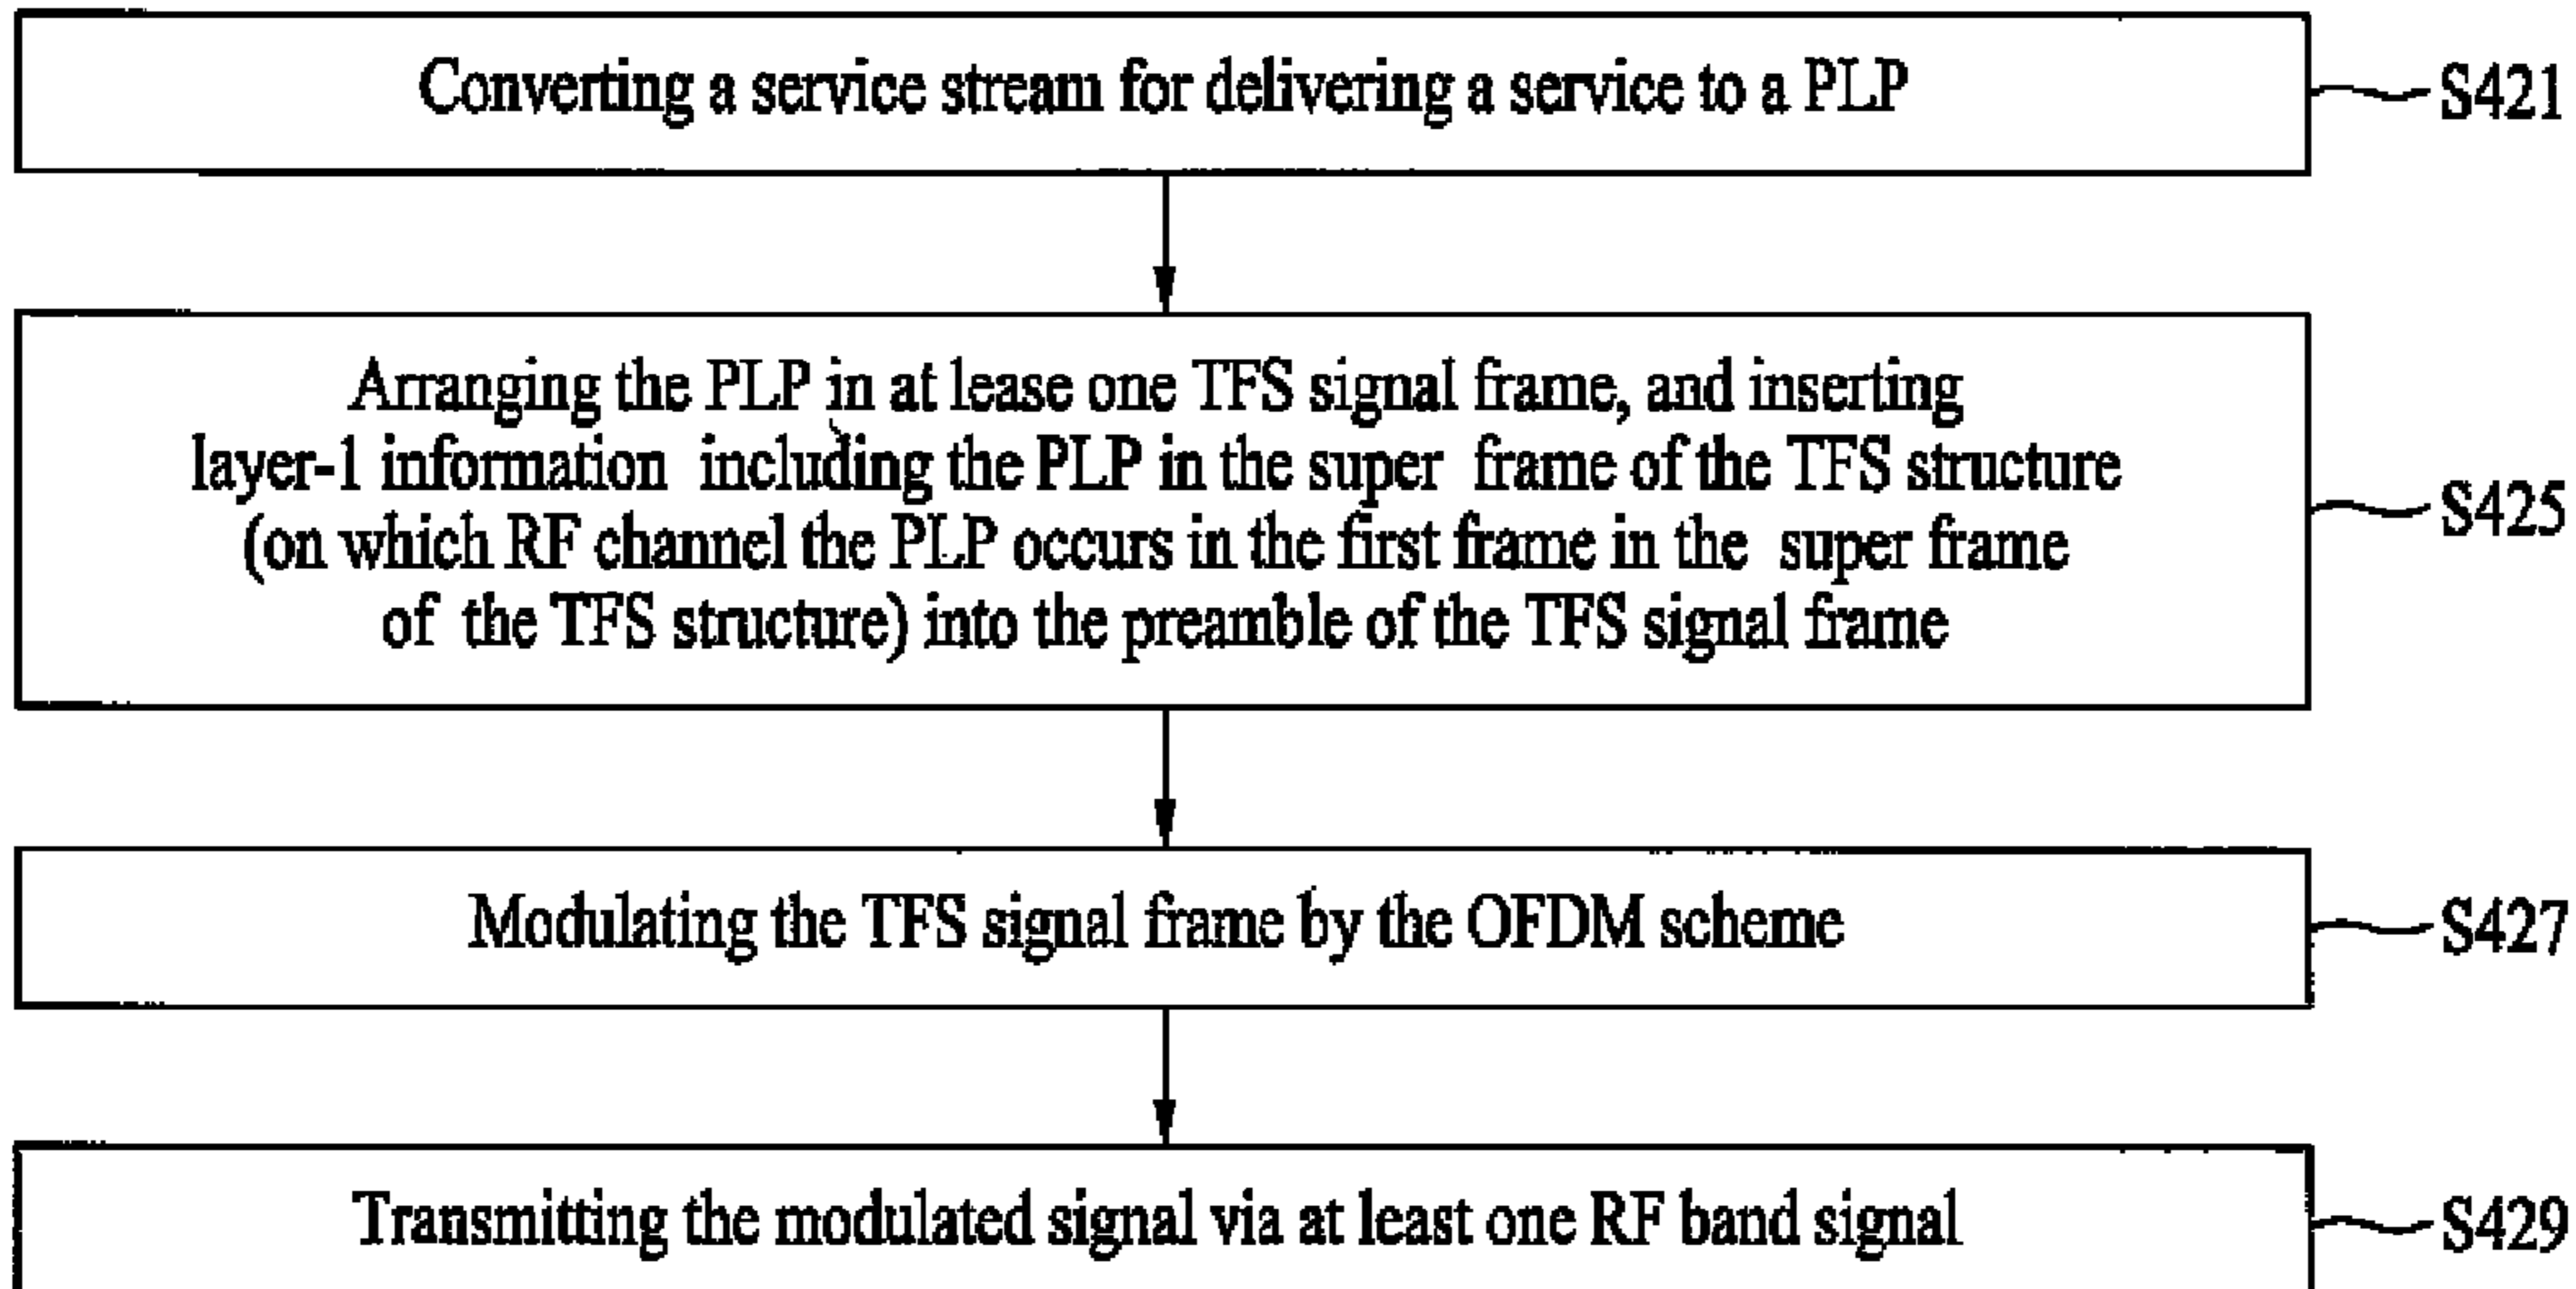 Converting a service stream for delivering a service to a PLP
S421
Arranging the PLP in at lease one TFS signal frame, and inserting
layer-1 information including the PLP in the super frame of the TFS structure
(on which RF channel the PLP occurs in the first frame in the super frame
of the TFS structure) into the preamble of the TFS signal frame
S425
Modulating the TFS signal frame by the OFDM scheme
S427
Transmitting the modulated signal via at least one RF band signal
S429